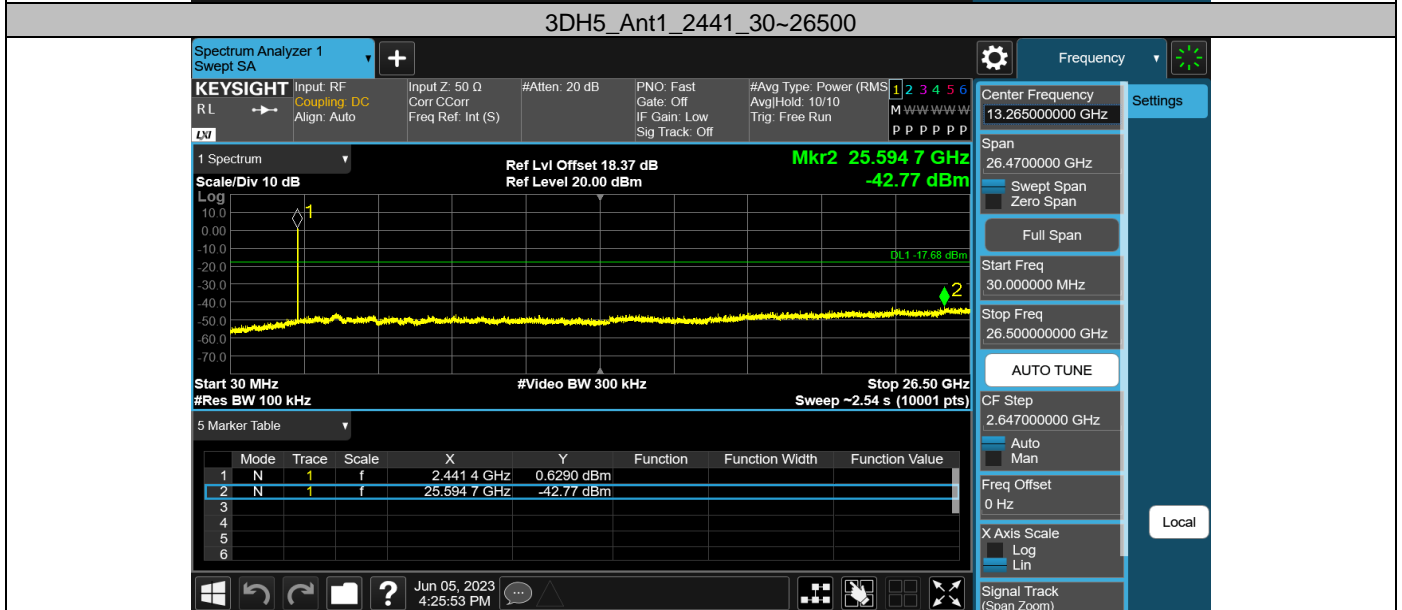 3DH5_Ant1_2441_30~26500
Spectrum Analyzer 1
Swept SA
+
Frequency
KEYSIGHT
RL
LXI
Input: RF
Coupling: DC
Align: Auto
Input Z: 50 Ω
Corr CCorr
Freq Ref: Int (S)
#Atten: 20 dB
PNO: Fast
Gate: Off
IF Gain: Low
Sig Track: Off
#Avg Type: Power (RMS
Avg|Hold: 10/10
Trig: Free Run
1 2 3 4 5 6
M W W W W W
P P P P P P
1 Spectrum
Scale/Div 10 dB
Ref Lvl Offset 18.37 dB
Ref Level 20.00 dBm
Mkr2 25.594 7 GHz
-42.77 dBm
Log
10.0
0.00
-10.0
-20.0
-30.0
-40.0
-50.0
-60.0
-70.0
1
DL1 -17.68 dBm
2
Start 30 MHz
#Res BW 100 kHz
#Video BW 300 kHz
Stop 26.50 GHz
Sweep ~2.54 s (10001 pts)
5 Marker Table
Mode Trace Scale X Y Function Function Width Function Value
1 N 1 f 2.441 4 GHz 0.6290 dBm
2 N 1 f 25.594 7 GHz -42.77 dBm
3
4
5
6
Center Frequency
13.265000000 GHz
Settings
Span
26.4700000 GHz
Swept Span
Zero Span
Full Span
Start Freq
30.000000 MHz
Stop Freq
26.500000000 GHz
AUTO TUNE
CF Step
2.647000000 GHz
Auto
Man
Freq Offset
0 Hz
X Axis Scale
Log
Lin
Signal Track
(Span Zoom)
Local
?
Jun 05, 2023
4:25:53 PM